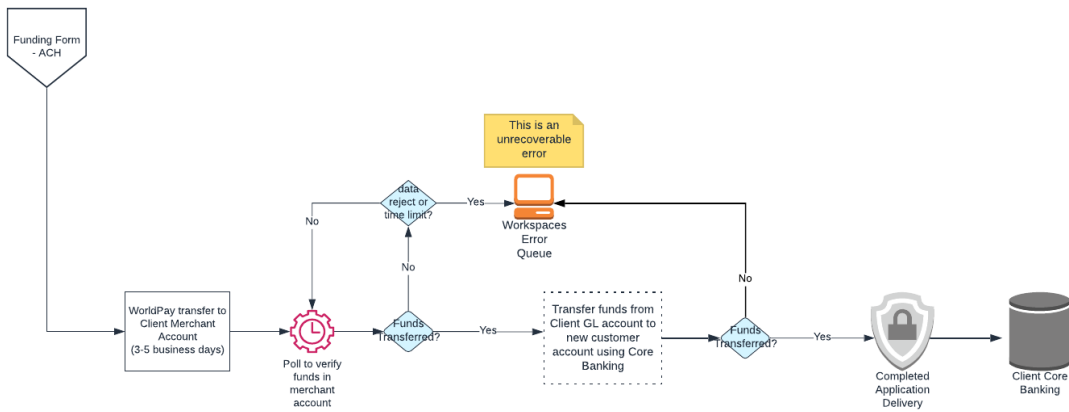 Funding Form
- ACH
This is an
unrecoverable
error
data
reject or
time limit?
Yes
No
Workspaces
Error
Queue
No
No
WorldPay transfer to
Client Merchant
Account
(3-5 business days)
Poll to verify
funds in
merchant
account
Funds
Transferred?
Yes
Transfer funds from
Client GL account to
new customer
account using Core
Banking
Funds
Transferred?
Yes
Completed
Application
Delivery
Client Core
Banking